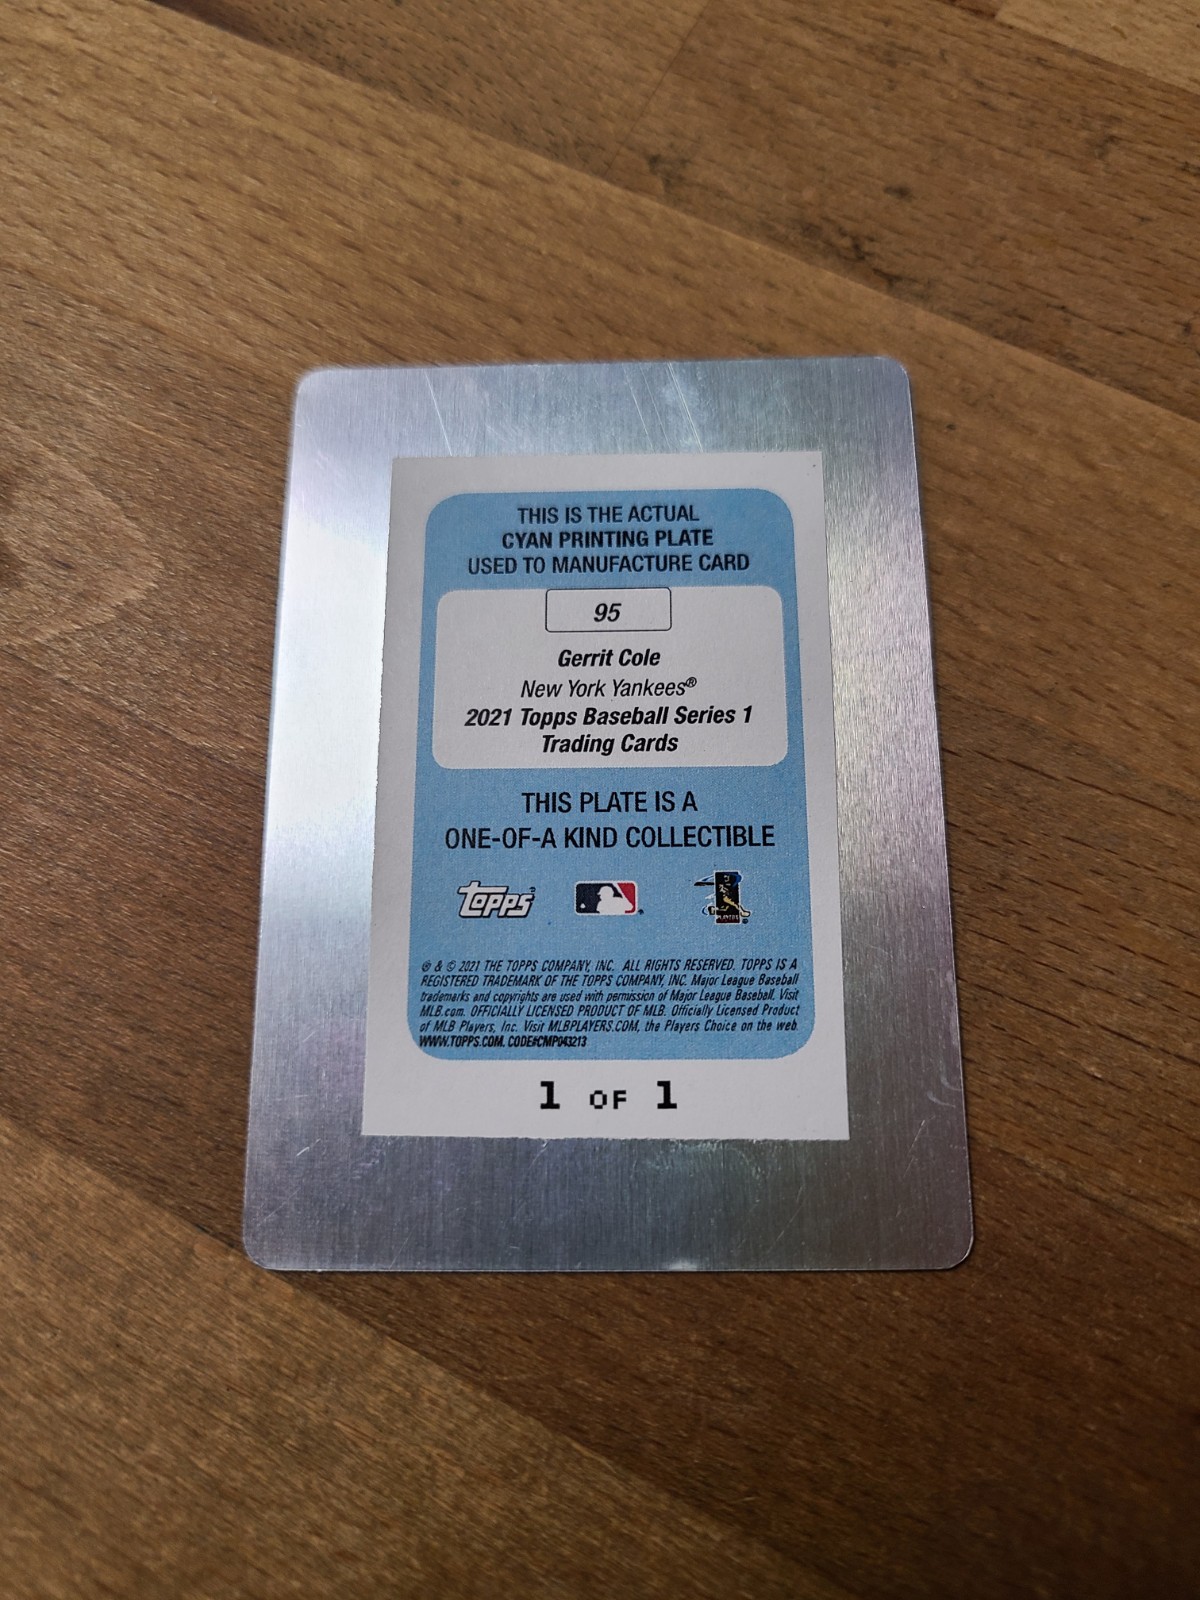 THIS IS THE ACTUAL
CYAN PRINTING PLATE
USED TO MANUFACTURE CARD
95
Gerrit Cole
New York Yankees®
2021 Topps Baseball Series 1
Trading Cards
THIS PLATE IS A
ONE-OF-A KIND COLLECTIBLE
Topps
® & © 2021 THE TOPPS COMPANY, INC. ALL RIGHTS RESERVED. TOPPS IS A
REGISTERED TRADEMARK OF THE TOPPS COMPANY, INC. Major League Baseball
trademarks and copyrights are used with permission of Major League Baseball. Visit
MLB.com. OFFICIALLY LICENSED PRODUCT OF MLB. Officially Licensed Product
of MLB Players, Inc. Visit MLBPLAYERS.COM, the Players Choice on the web.
WWW.TOPPS.COM. CODE#CMP043213
1 OF 1